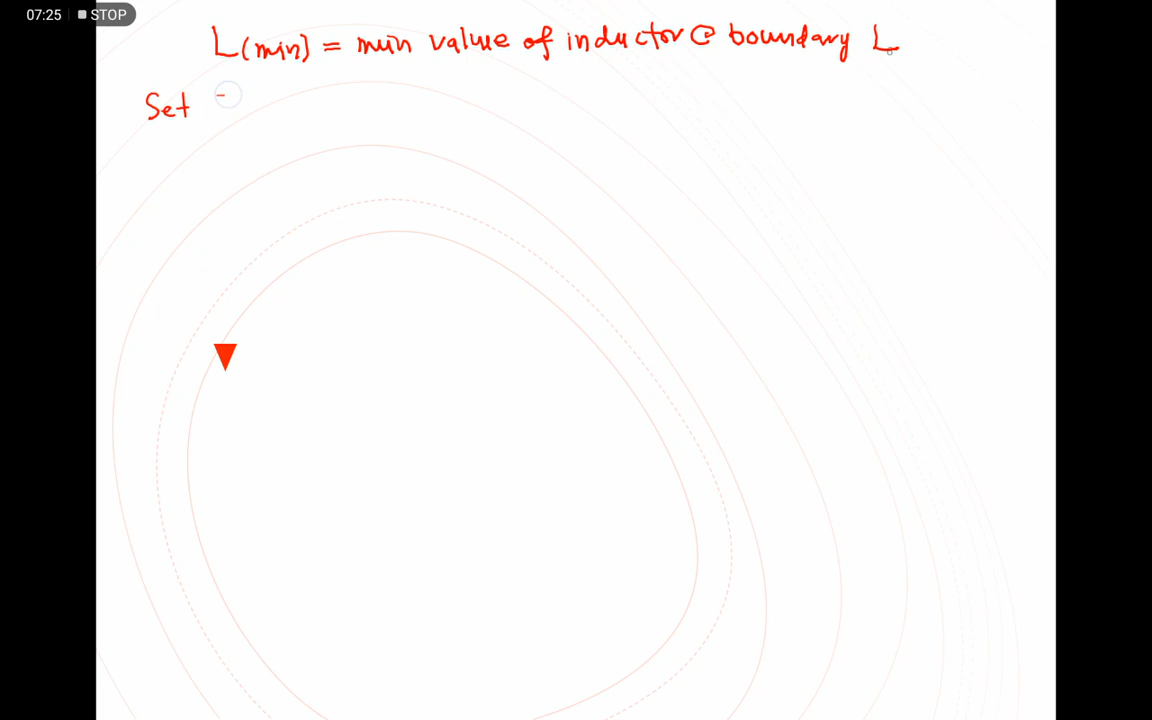 07:25 STOP
L(min) = min value of inductor @ boundary L
Set -